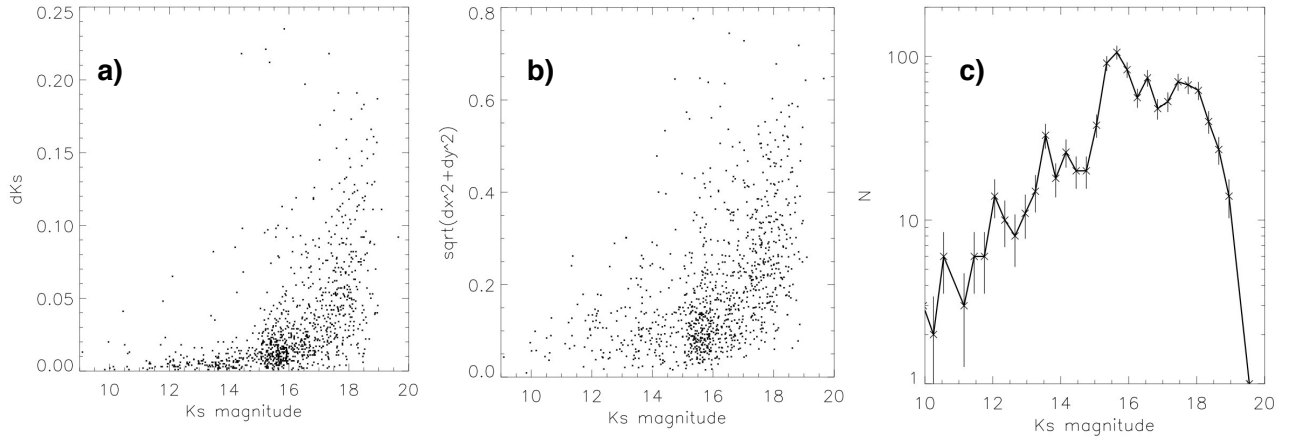 a)
0.25
0.20
0.15
0.10
0.05
0.00
dKs
10 12 14 16 18 20
Ks magnitude
b)
0.8
0.6
0.4
0.2
0.0
sqrt(dx^2+dy^2)
10 12 14 16 18 20
Ks magnitude
c)
100
10
1
N
10 12 14 16 18 20
Ks magnitude